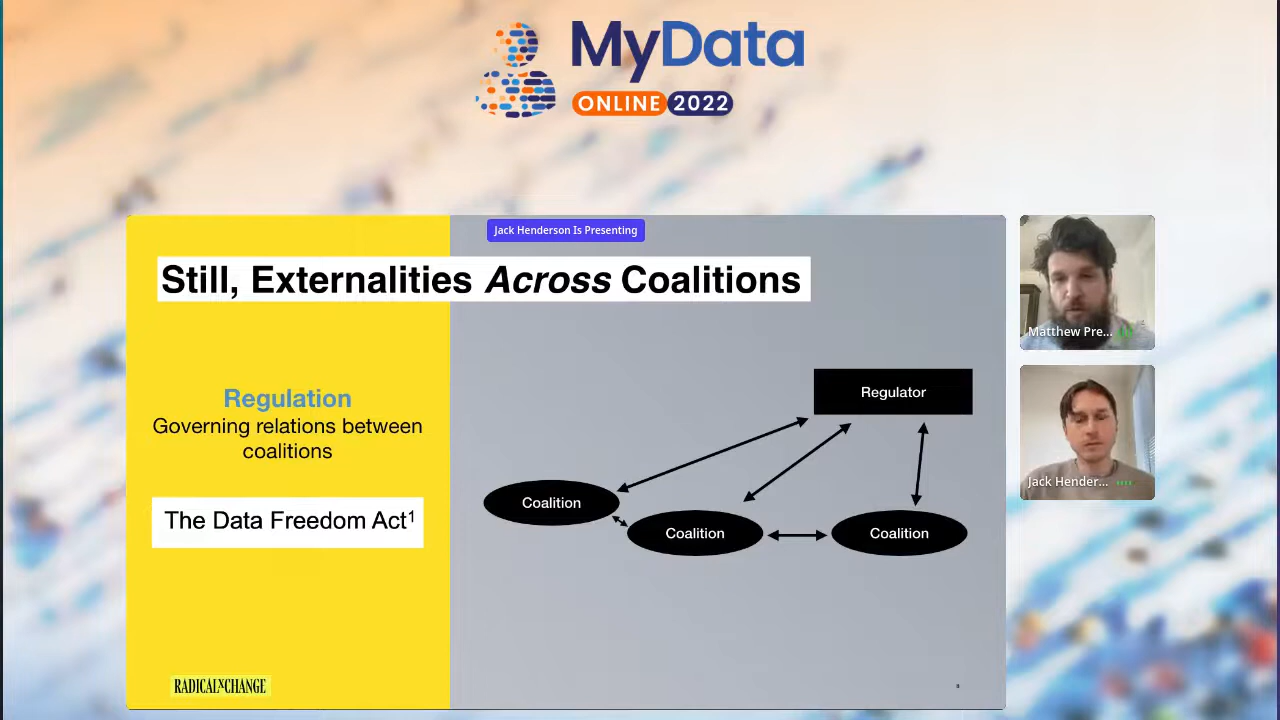 MyData
ONLINE 2022
Jack Henderson Is Presenting
Still, Externalities Across Coalitions
Regulation
Governing relations between
coalitions
The Data Freedom Act¹
Regulator
Coalition
Coalition
Coalition
RADICALXCHANGE
Matthew Pre...
Jack Hender...